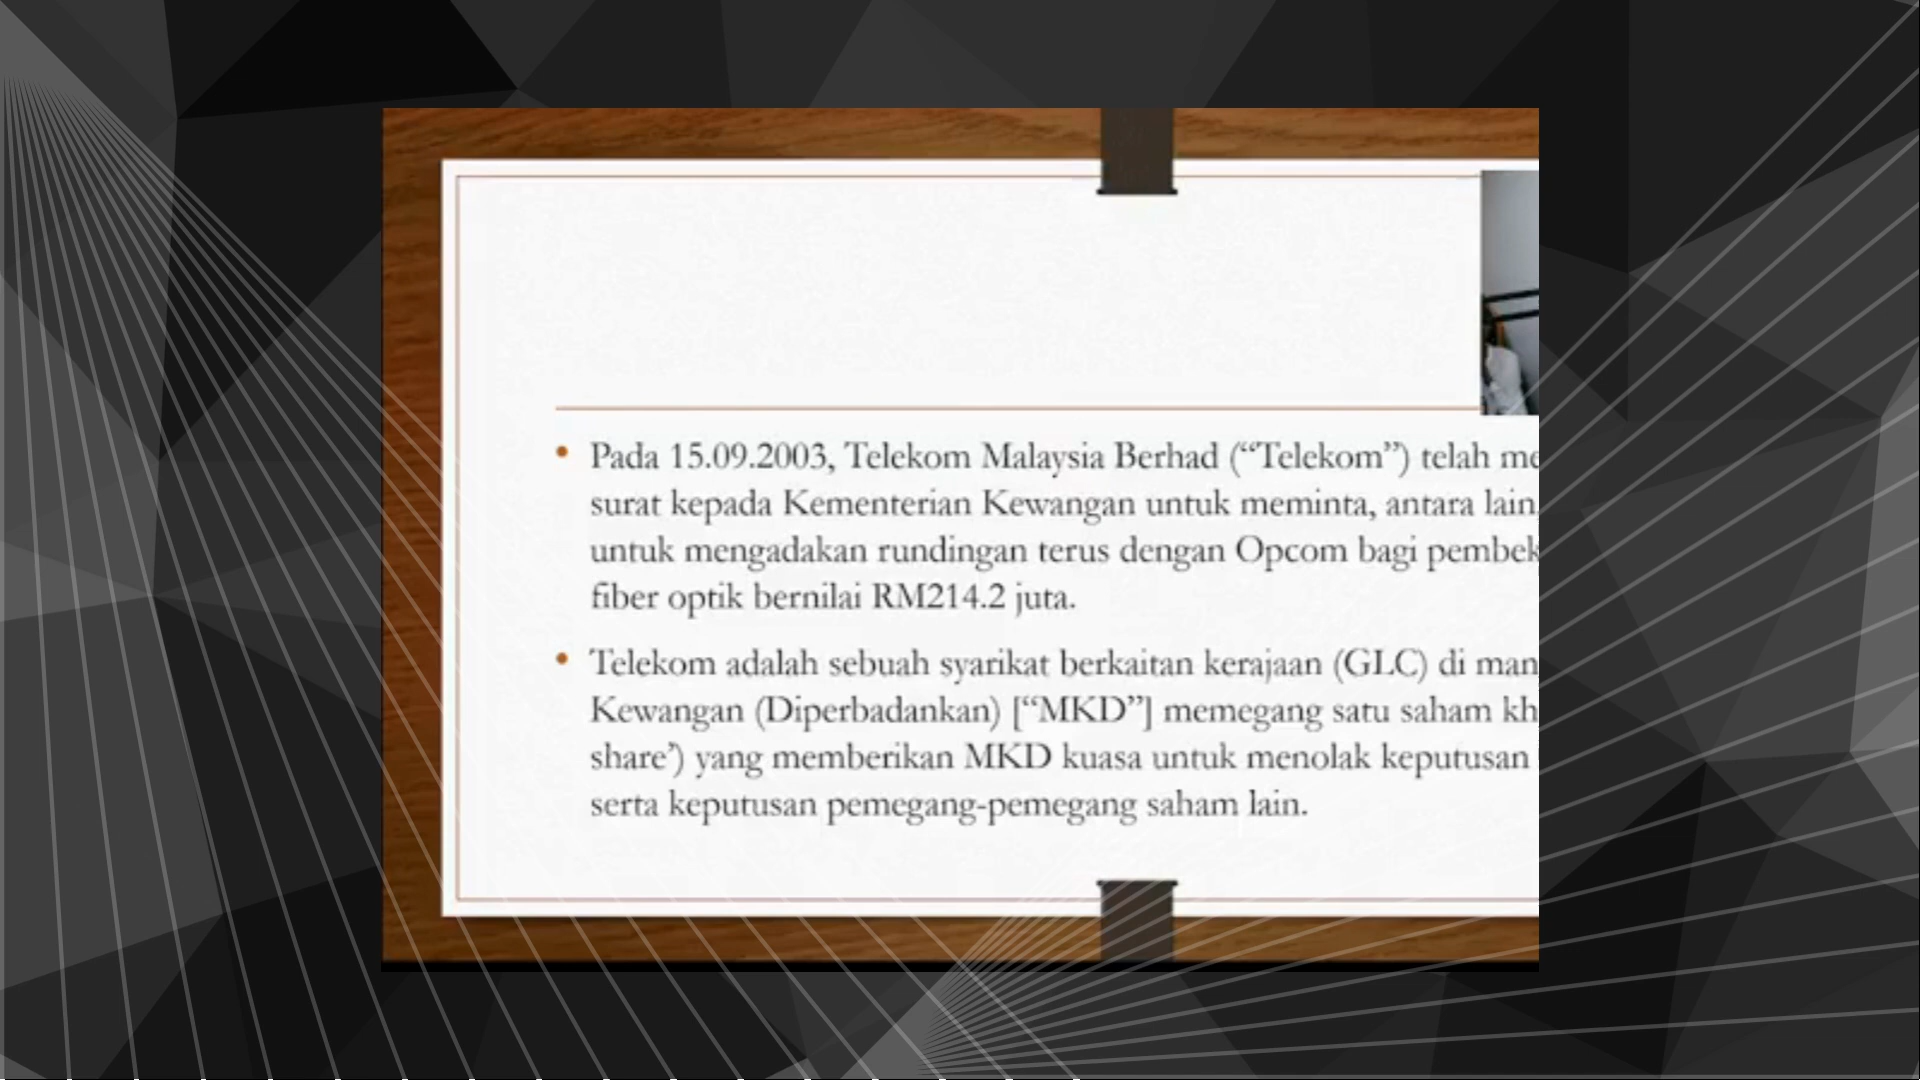 Pada 15.09.2003, Telekom Malaysia Berhad (“Telekom”) telah
surat kepada Kementerian Kewangan untuk meminta, antara lain,
untuk mengadakan rundingan terus dengan Opcom bagi
fiber optik bernilai RM214.2 juta.
Telekom adalah sebuah syarikat berkaitan kerajaan (GLC) di
Kewangan (Diperbadankan) [“MKD”] memegang satu saham
share’) yang memberikan MKD kuasa untuk menolak keputusan
serta keputusan pemegang-pemegang saham lain.